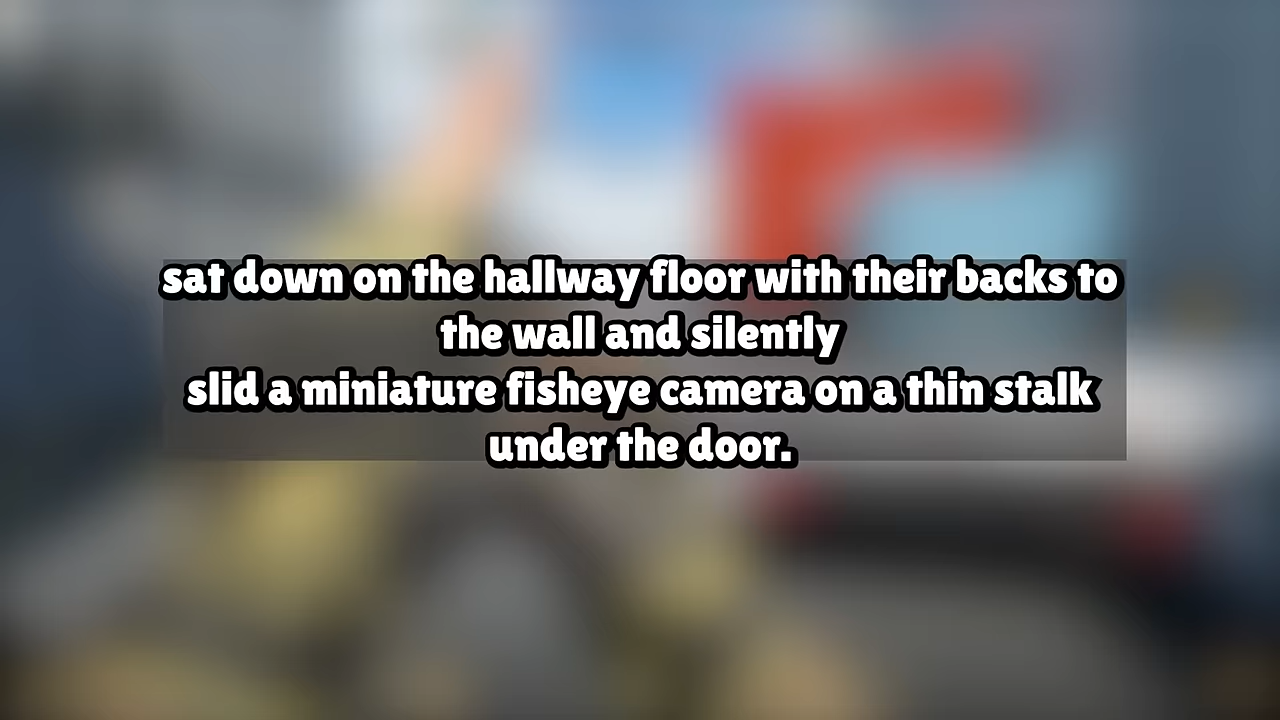 sat down on the hallway floor with their backs to
the wall and silently
slid a miniature fisheye camera on a thin stalk
under the door.